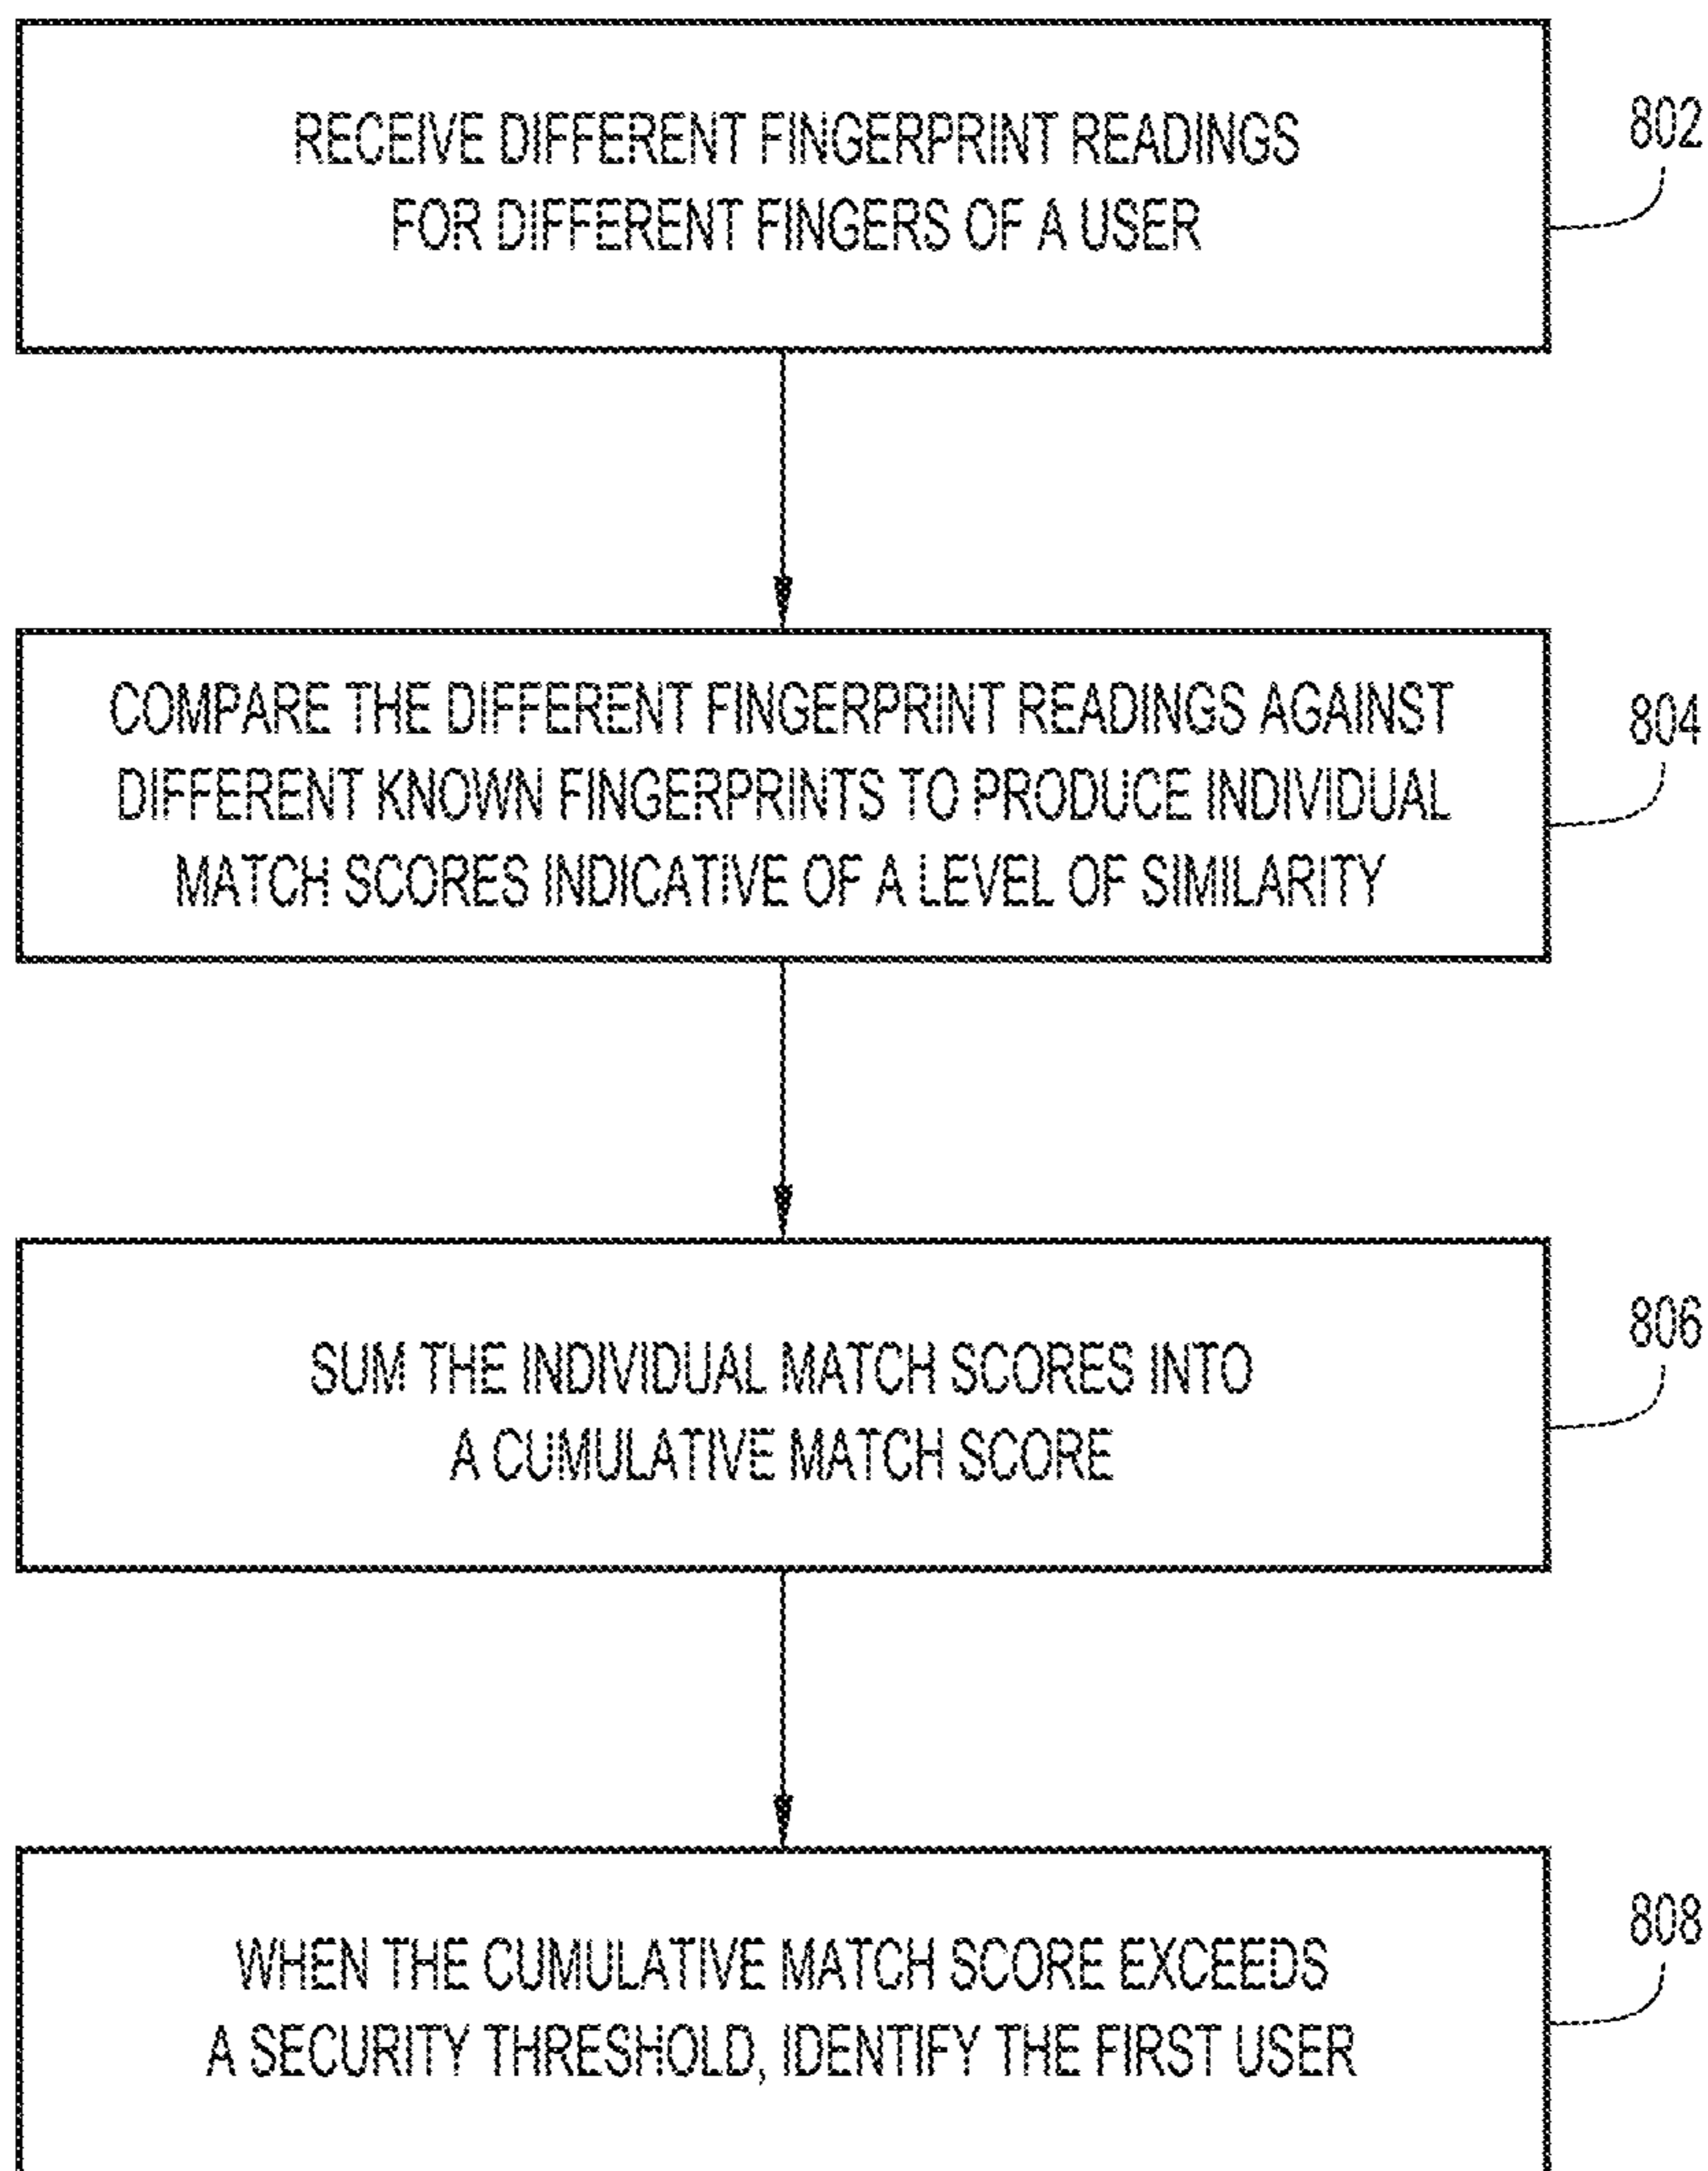 RECEIVE DIFFERENT FINGERPRINT READINGS
FOR DIFFERENT FINGERS OF A USER
802
COMPARE THE DIFFERENT FINGERPRINT READINGS AGAINST
DIFFERENT KNOWN FINGERPRINTS TO PRODUCE INDIVIDUAL
MATCH SCORES INDICATIVE OF A LEVEL OF SIMILARITY
804
SUM THE INDIVIDUAL MATCH SCORES INTO
A CUMULATIVE MATCH SCORE
806
WHEN THE CUMULATIVE MATCH SCORE EXCEEDS
A SECURITY THRESHOLD, IDENTIFY THE FIRST USER
808